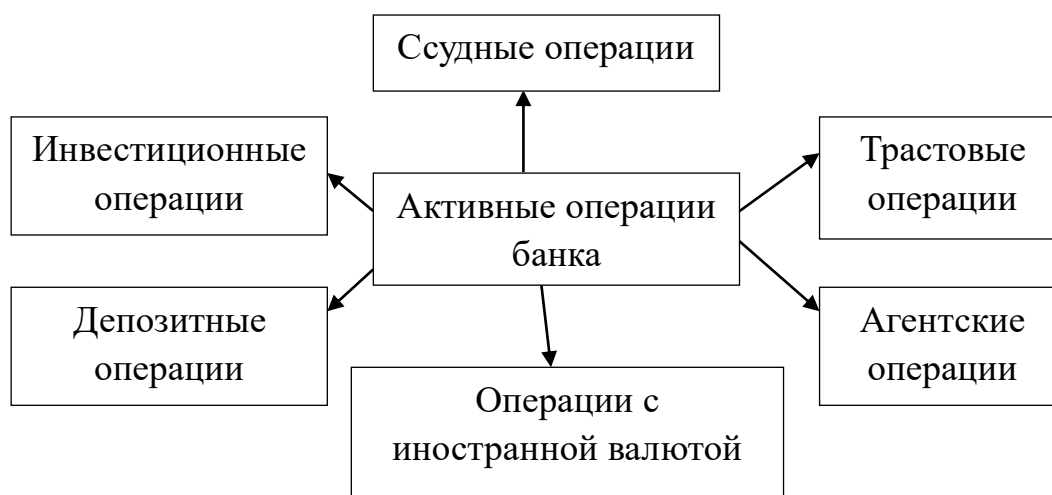 Ссудные операции
Инвестиционные
операции
Трастовые
операции
Активные операции
банка
Депозитные
операции
Агентские
операции
Операции с
иностранной валютой